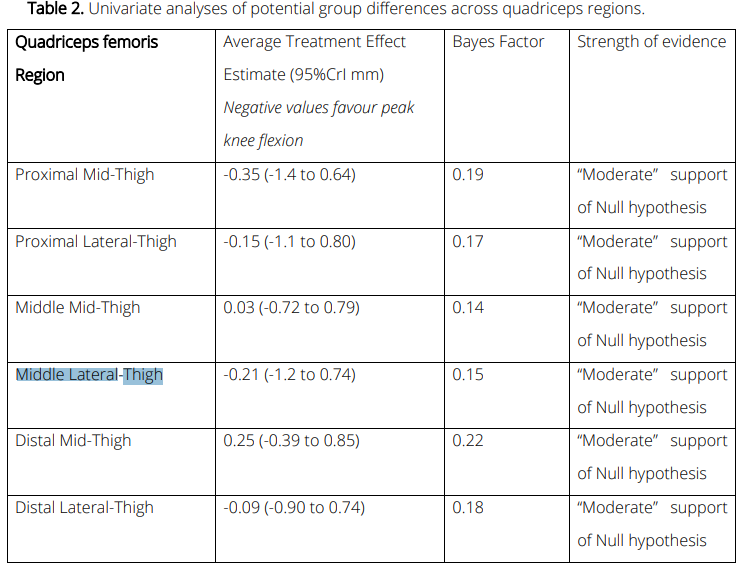 Table 2. Univariate analyses of potential group differences across quadriceps regions.
Quadriceps femoris
Region
Average Treatment Effect
Estimate (95%CrI mm)
Negative values favour peak
knee flexion
Bayes Factor
Strength of evidence
Proximal Mid-Thigh
-0.35 (-1.4 to 0.64)
0.19
“Moderate” support
of Null hypothesis
Proximal Lateral-Thigh
-0.15 (-1.1 to 0.80)
0.17
“Moderate” support
of Null hypothesis
Middle Mid-Thigh
0.03 (-0.72 to 0.79)
0.14
“Moderate” support
of Null hypothesis
Middle Lateral-Thigh
-0.21 (-1.2 to 0.74)
0.15
“Moderate” support
of Null hypothesis
Distal Mid-Thigh
0.25 (-0.39 to 0.85)
0.22
“Moderate” support
of Null hypothesis
Distal Lateral-Thigh
-0.09 (-0.90 to 0.74)
0.18
“Moderate” support
of Null hypothesis